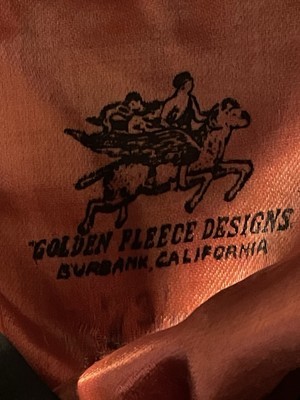 "GOLDEN FLEECE DESIGNS"
BURBANK, CALIFORNIA